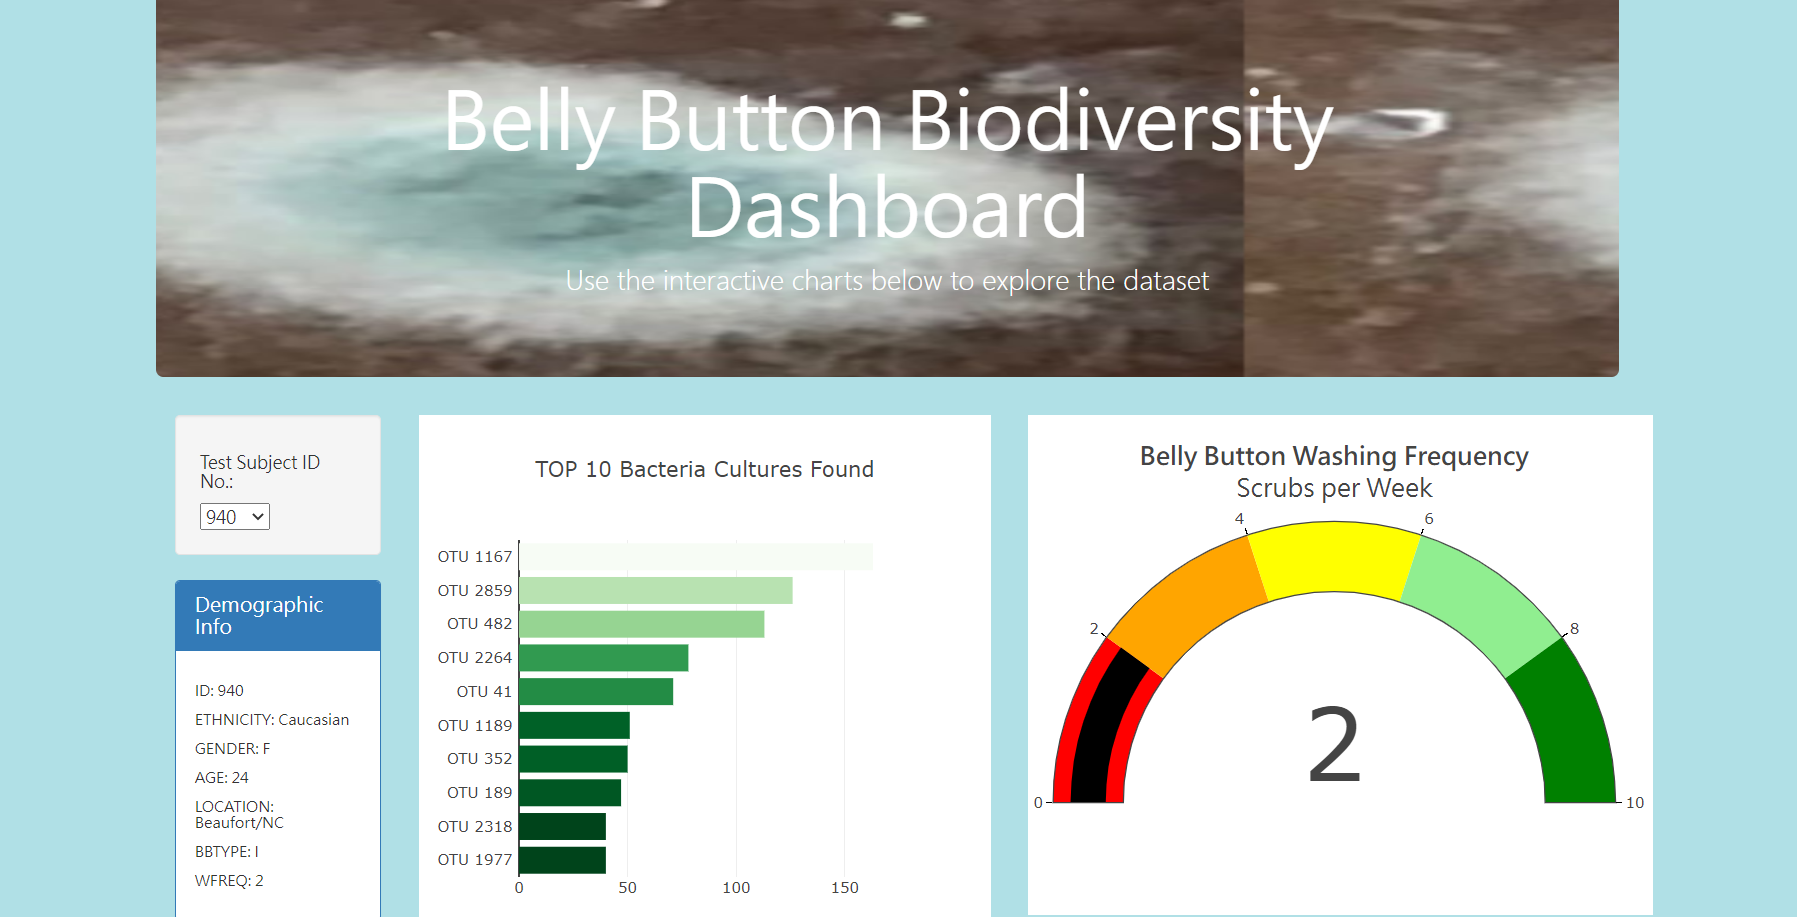 Belly Button Biodiversity
Dashboard
Use the interactive charts below to explore the dataset
Test Subject ID
No.:
940
Demographic
Info
ID: 940
ETHNICITY: Caucasian
GENDER: F
AGE: 24
LOCATION:
Beaufort/NC
BBTYPE: I
WFREQ: 2
TOP 10 Bacteria Cultures Found
OTU 1167
OTU 2859
OTU 482
OTU 2264
OTU 41
OTU 1189
OTU 352
OTU 189
OTU 2318
OTU 1977
0 50 100 150
Belly Button Washing Frequency
Scrubs per Week
4 6
2 8
2
0 10